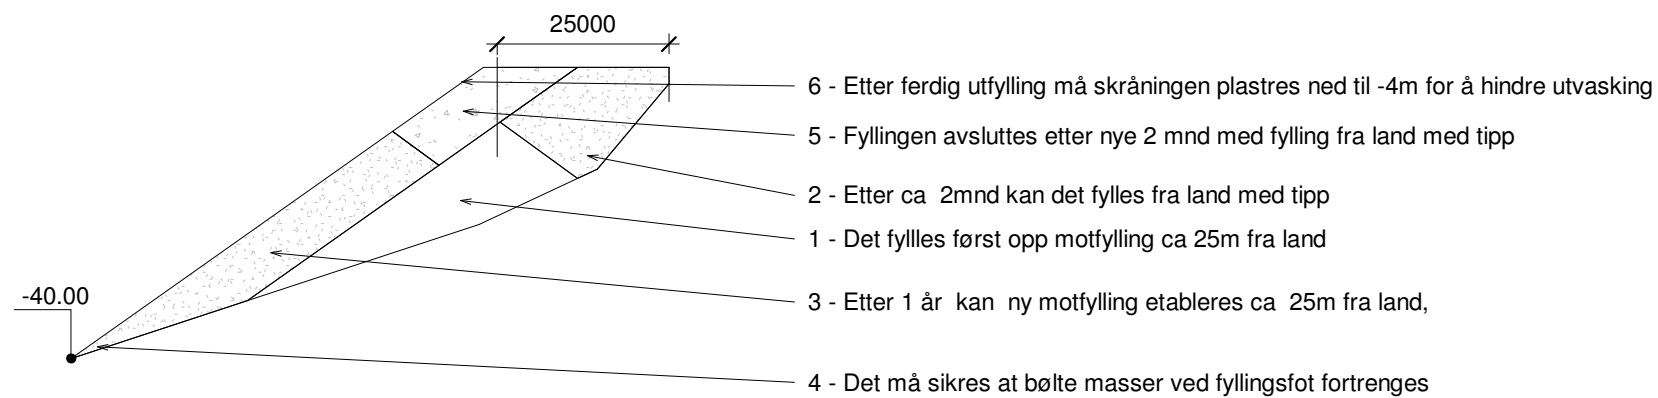 25000
6 - Etter ferdig utfylling må skråningen plastres ned til -4m for å hindre utvasking
5 - Fyllingen avsluttes etter nye 2 mnd med fylling fra land med tipp
2 - Etter ca 2mnd kan det fylles fra land med tipp
1 - Det fyllles først opp motfylling ca 25m fra land
-40.00
3 - Etter 1 år kan ny motfylling etableres ca 25m fra land,
4 - Det må sikres at bølte masser ved fyllingsfot fortrenges